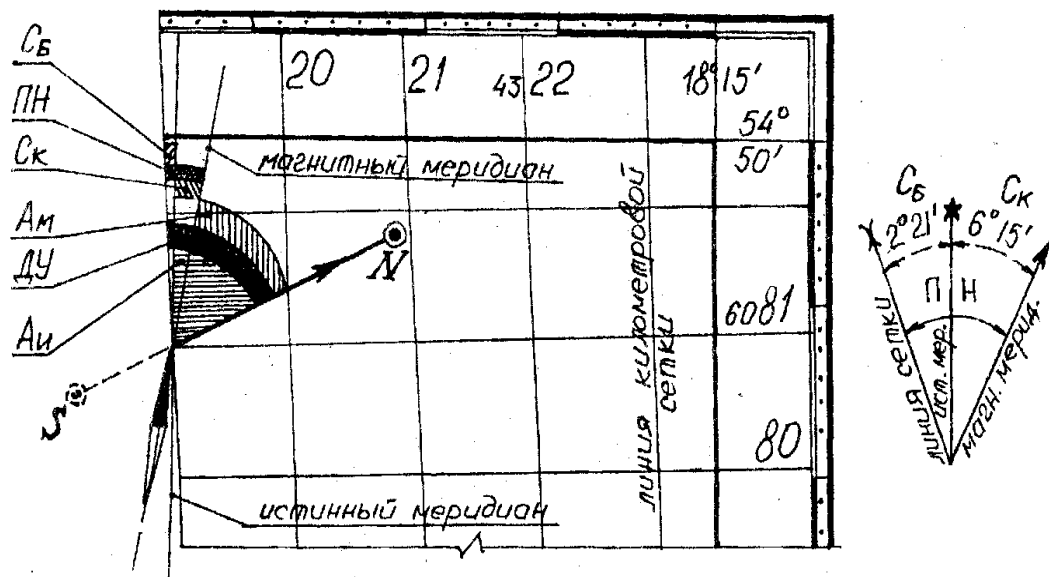 СБ
ПН
Ск
Ам
ДУ
Аи
20
21
43 22
18°15'
54°
50'
магнитный меридиан
N
S
линия километровой
сетки
6081
80
истинный меридиан
СБ
2°21'
Ск
6°15'
П Н
линия сетки
ист. мер.
магн. мерид.